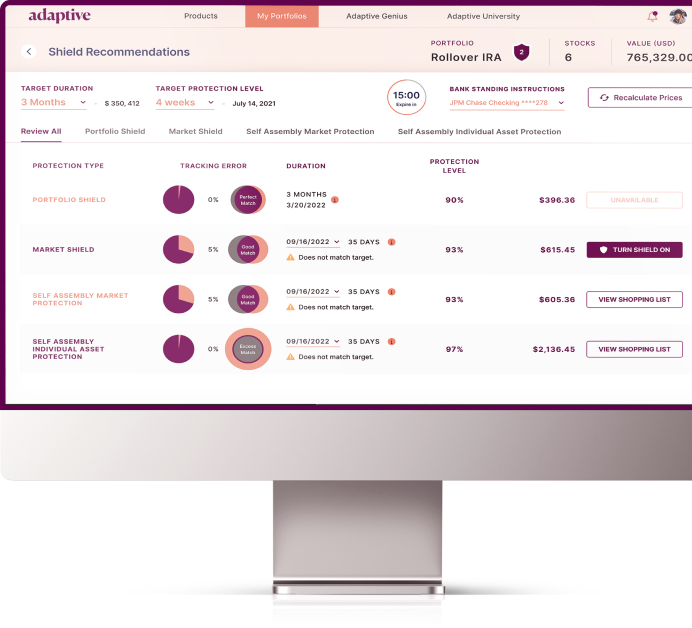 adaptive
Products
My Portfolios
Adaptive Genius
Adaptive University
Shield Recommendations
PORTFOLIO
Rollover IRA
2
STOCKS
6
VALUE (USD)
765,329.00
TARGET DURATION
3 Months - $ 350, 412
TARGET PROTECTION LEVEL
4 weeks - July 14, 2021
15:00
Expire in
BANK STANDING INSTRUCTIONS
JPM Chase Checking ****278
Recalculate Prices
Review All
Portfolio Shield
Market Shield
Self Assembly Market Protection
Self Assembly Individual Asset Protection
PROTECTION TYPE
TRACKING ERROR
DURATION
PROTECTION
LEVEL
PORTFOLIO SHIELD
0%
Perfect
Match
3 MONTHS
3/20/2022
90%
$396.36
UNAVAILABLE
MARKET SHIELD
5%
Good
Match
09/16/2022 35 DAYS
Does not match target.
93%
$615.45
TURN SHIELD ON
SELF ASSEMBLY MARKET
PROTECTION
5%
Good
Match
09/16/2022 35 DAYS
Does not match target.
93%
$605.36
VIEW SHOPPING LIST
SELF ASSEMBLY
INDIVIDUAL ASSET
PROTECTION
0%
Excess
Match
09/16/2022 35 DAYS
Does not match target.
97%
$2,136.45
VIEW SHOPPING LIST